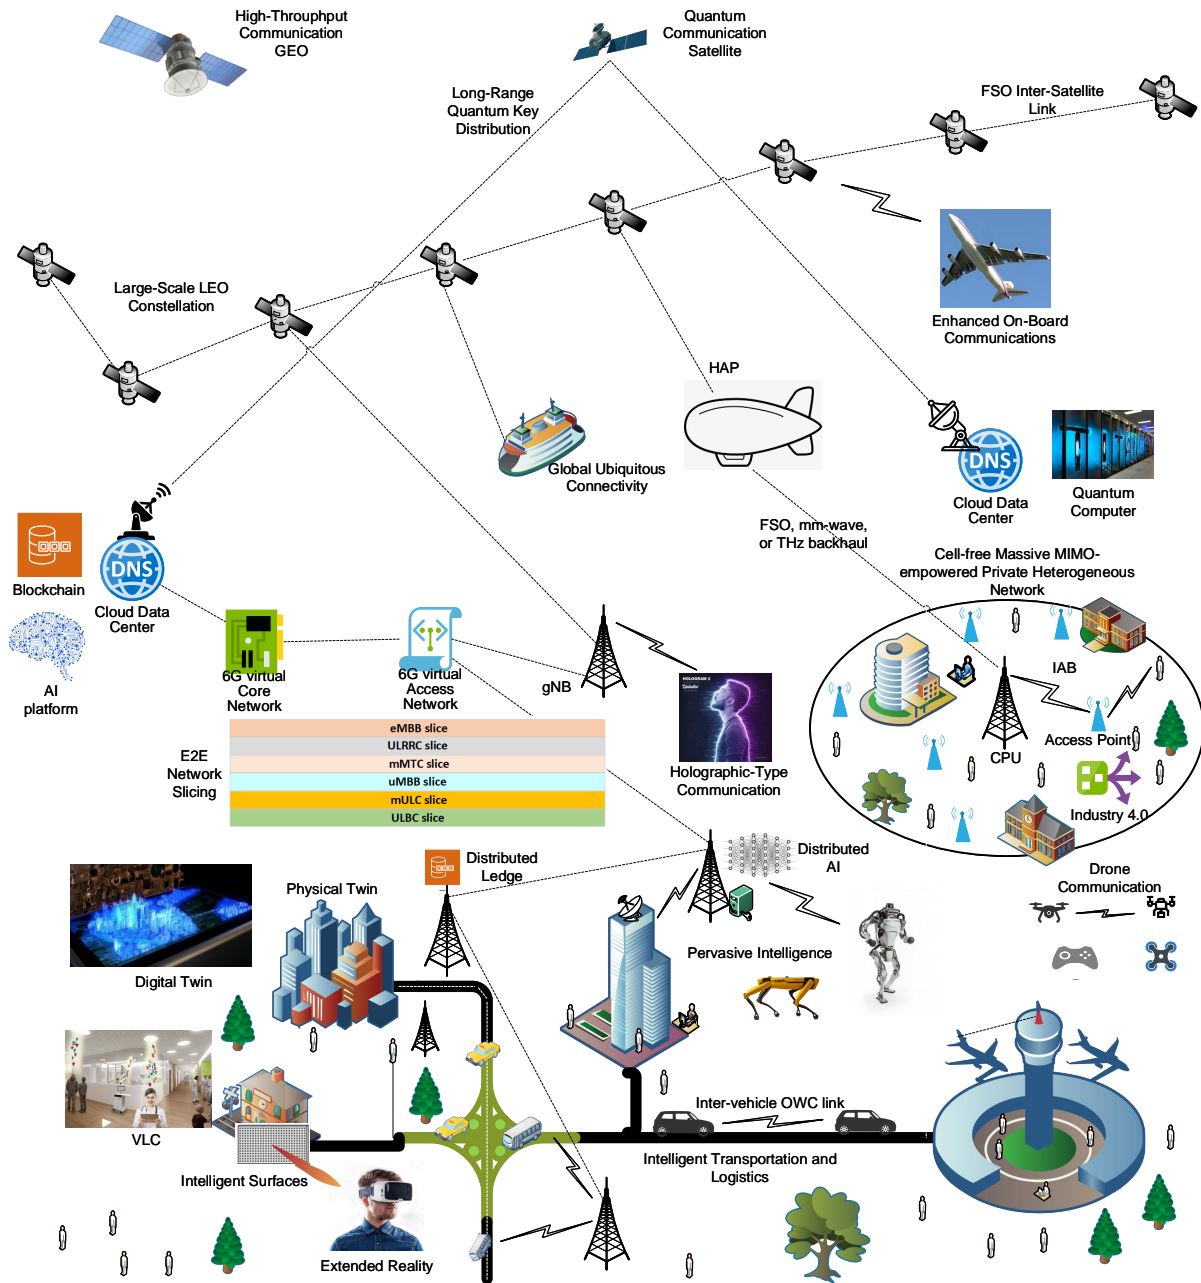 High-Throughput
Communication
GEO
Quantum
Communication
Satellite
Long-Range
Quantum Key
Distribution
FSO Inter-Satellite
Link
Large-Scale LEO
Constellation
Enhanced On-Board
Communications
HAP
Global Ubiquitous
Connectivity
DNS
Cloud Data
Center
Quantum
Computer
FSO, mm-wave,
or THz backhaul
Blockchain
DNS
Cloud Data
Center
AI
platform
6G virtual
Core
Network
6G virtual
Access
Network
gNB
Cell-free Massive MIMO-
empowered Private Heterogeneous
Network
IAB
CPU
Access Point
Industry 4.0
HOLOGRAM 2
Holographic-Type
Communication
E2E
Network
Slicing
eMBB slice
ULRRC slice
mMTC slice
uMBB slice
mULC slice
ULBC slice
Distributed
Ledge
Distributed
AI
Drone
Communication
Physical Twin
Digital Twin
Pervasive Intelligence
VLC
Intelligent Surfaces
Extended Reality
Inter-vehicle OWC link
Intelligent Transportation and
Logistics